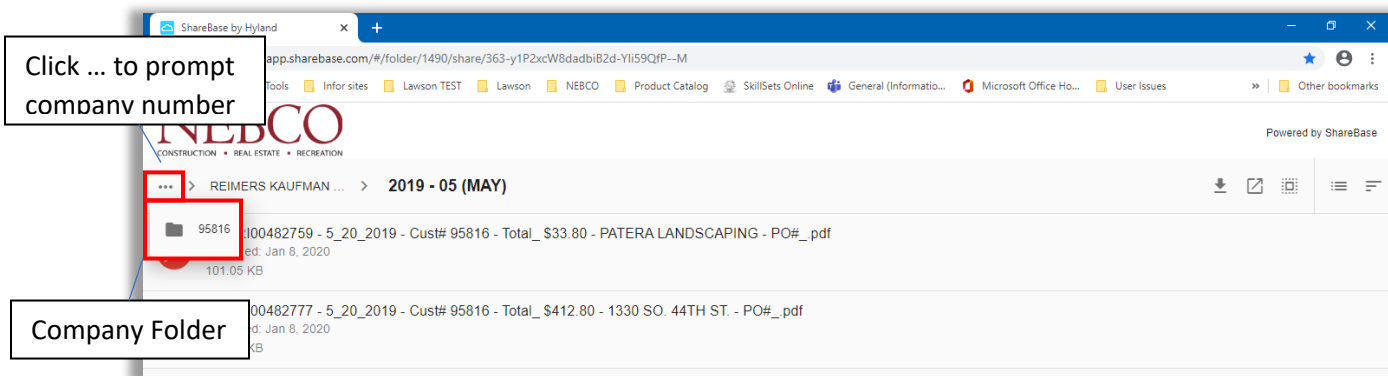 ShareBase by Hyland
Click … to prompt
company number
app.sharebase.com/#/folder/1490/share/363-y1P2xcW8dadbiB2d-Yli59QfP--M
Tools Infor sites Lawson TEST Lawson NEBCO Product Catalog SkillSets Online General (Informatio... Microsoft Office Ho... User Issues » Other bookmarks
NEBCO
CONSTRUCTION • REAL ESTATE • RECREATION
Powered by ShareBase
... > REIMERS KAUFMAN ... > 2019 - 05 (MAY)
95816
I00482759 - 5_20_2019 - Cust# 95816 - Total_ $33.80 - PATERA LANDSCAPING - PO#_.pdf
ed: Jan 8, 2020
101.05 KB
00482777 - 5_20_2019 - Cust# 95816 - Total_ $412.80 - 1330 SO. 44TH ST. - PO#_.pdf
ed: Jan 8, 2020
KB
Company Folder